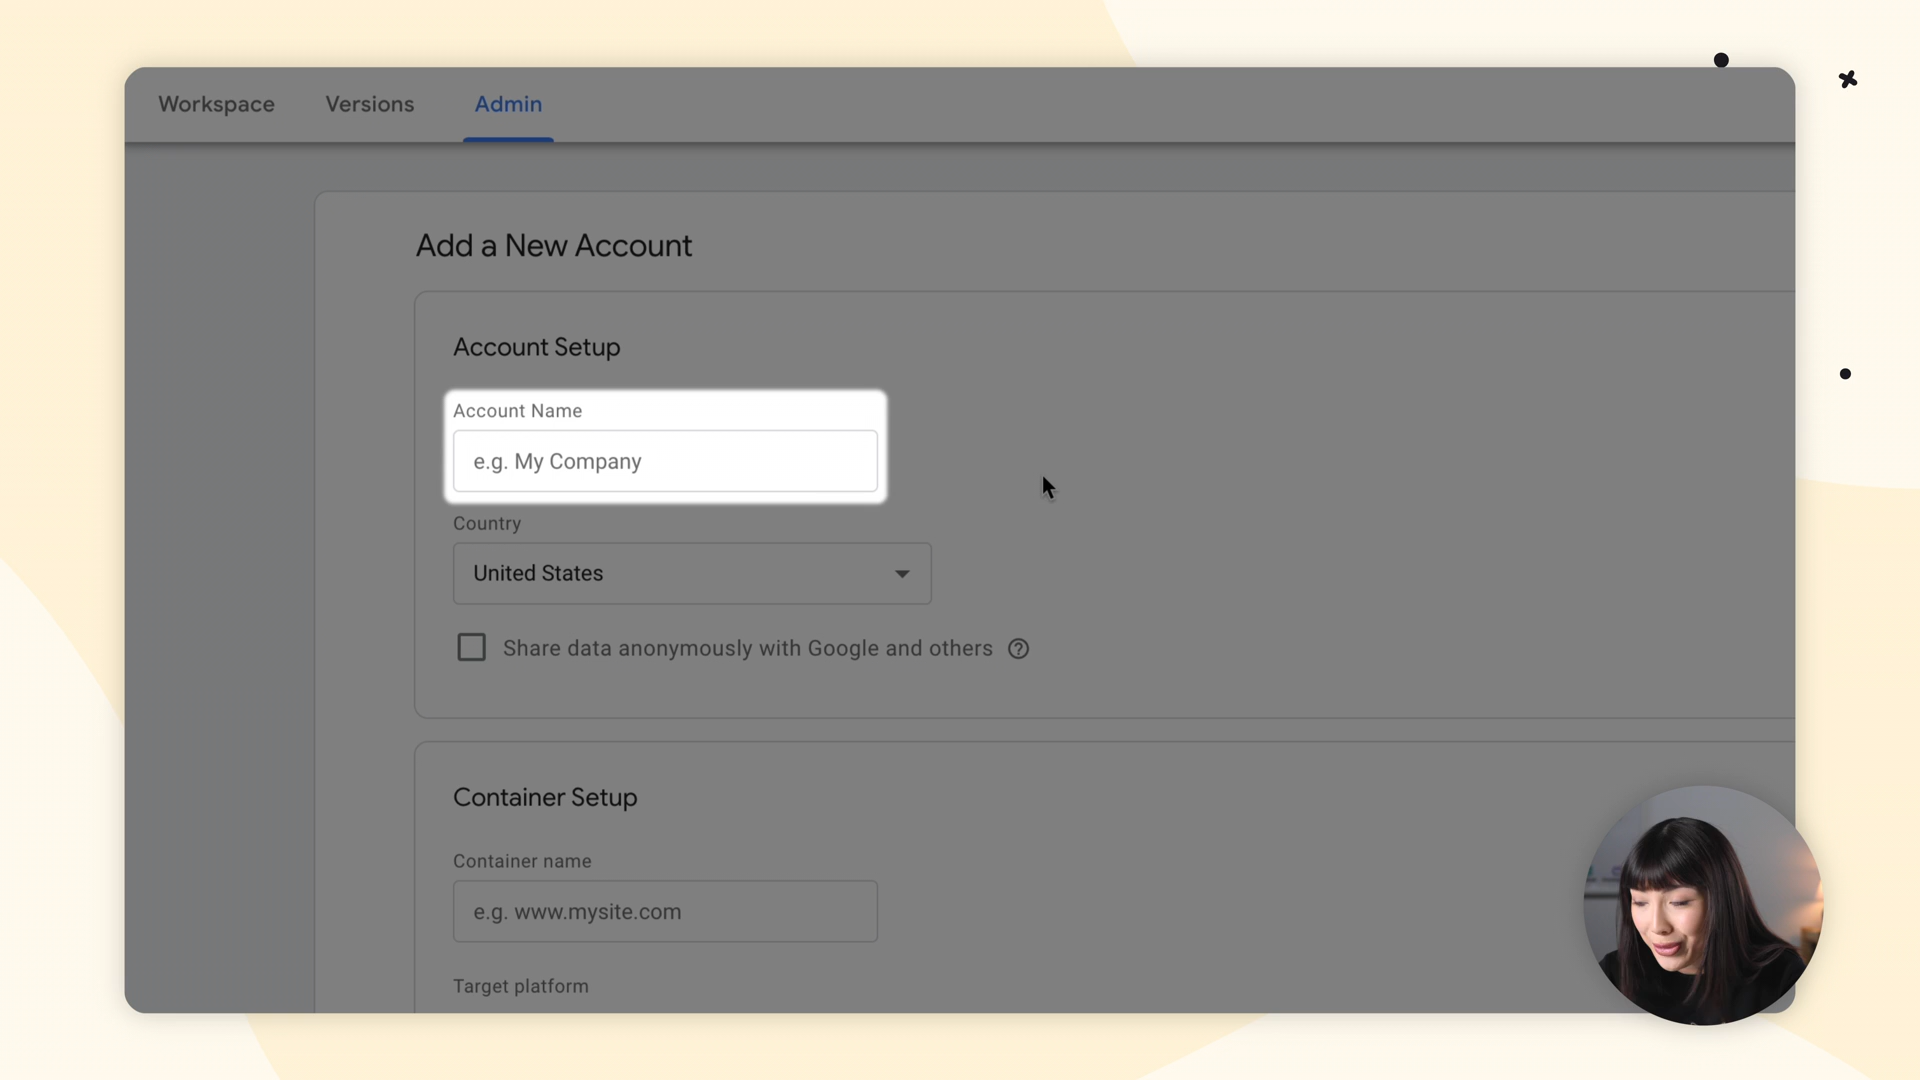 Workspace Versions Admin
Add a New Account
Account Setup
Account Name
e.g. My Company
Country
United States
Share data anonymously with Google and others
Container Setup
Container name
e.g. www.mysite.com
Target platform